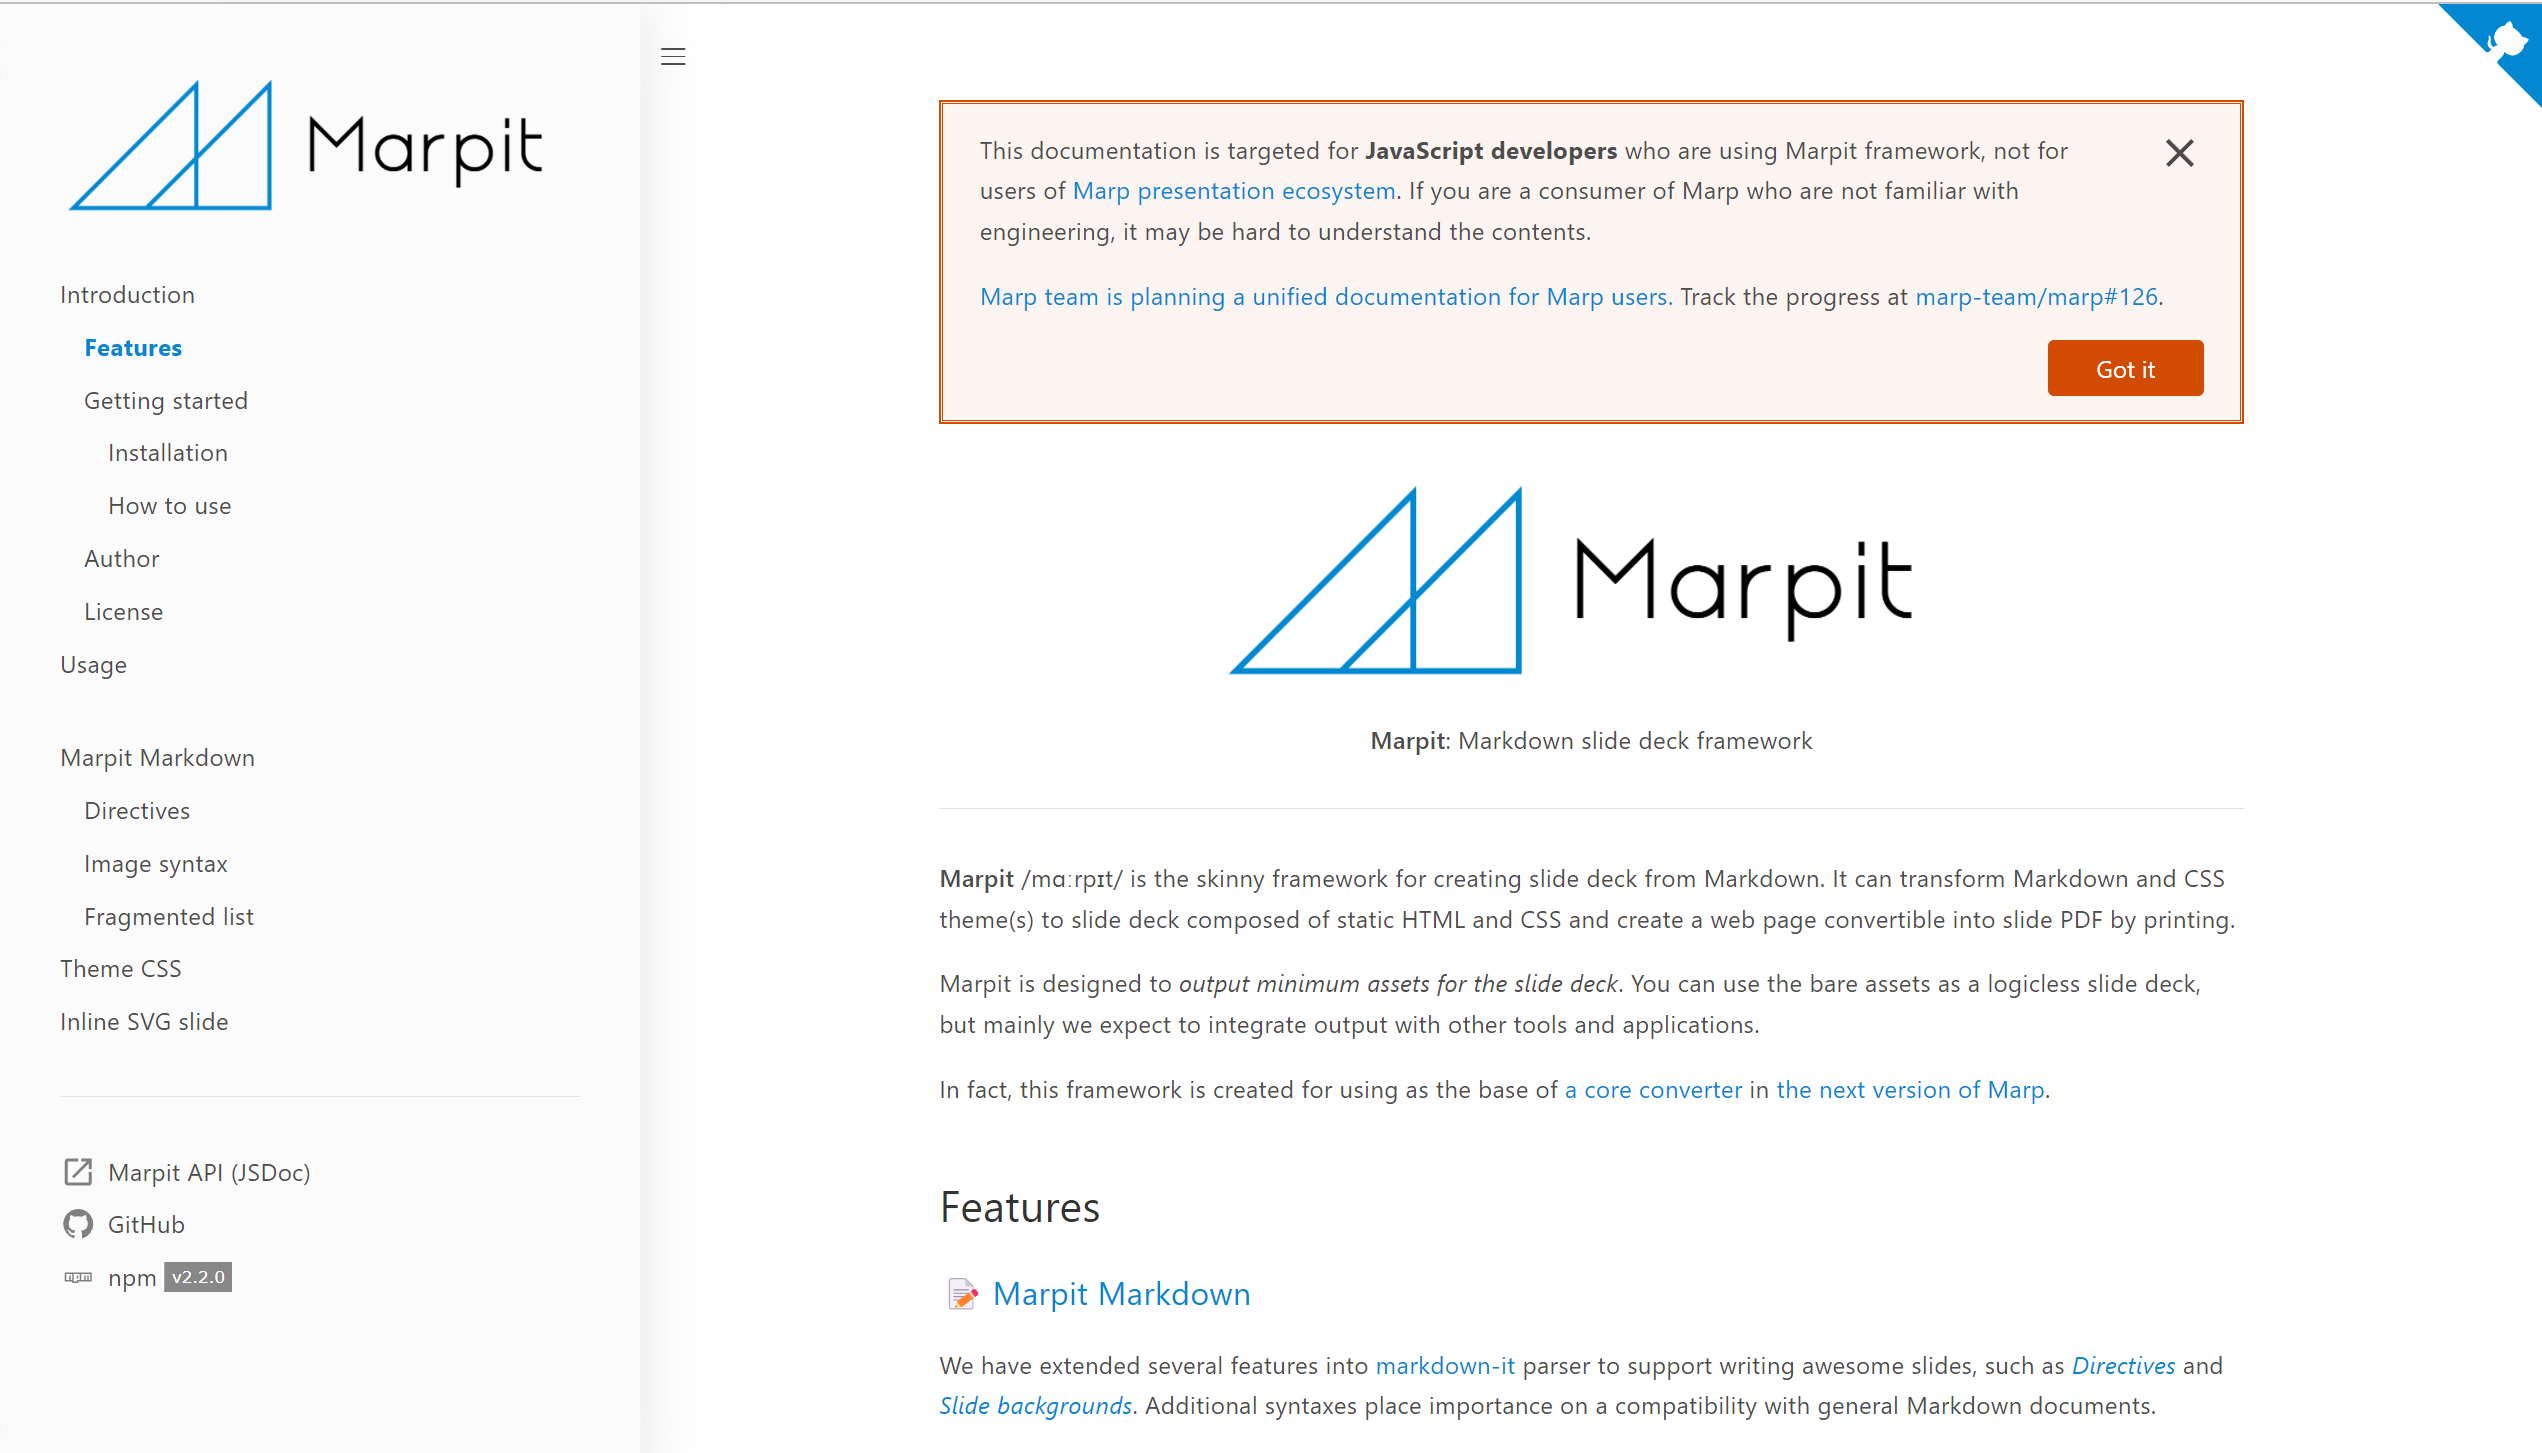 Marpit
Introduction
Features
Getting started
Installation
How to use
Author
License
Usage
Marpit Markdown
Directives
Image syntax
Fragmented list
Theme CSS
Inline SVG slide
Marpit API (JSDoc)
GitHub
npm v2.2.0
This documentation is targeted for JavaScript developers who are using Marpit framework, not for
users of Marp presentation ecosystem. If you are a consumer of Marp who are not familiar with
engineering, it may be hard to understand the contents.
Marp team is planning a unified documentation for Marp users. Track the progress at marp-team/marp#126.
Got it
Marpit
Marpit: Markdown slide deck framework
Marpit /mɑːrpɪt/ is the skinny framework for creating slide deck from Markdown. It can transform Markdown and CSS
theme(s) to slide deck composed of static HTML and CSS and create a web page convertible into slide PDF by printing.
Marpit is designed to output minimum assets for the slide deck. You can use the bare assets as a logicless slide deck,
but mainly we expect to integrate output with other tools and applications.
In fact, this framework is created for using as the base of a core converter in the next version of Marp.
Features
Marpit Markdown
We have extended several features into markdown-it parser to support writing awesome slides, such as Directives and
Slide backgrounds. Additional syntaxes place importance on a compatibility with general Markdown documents.